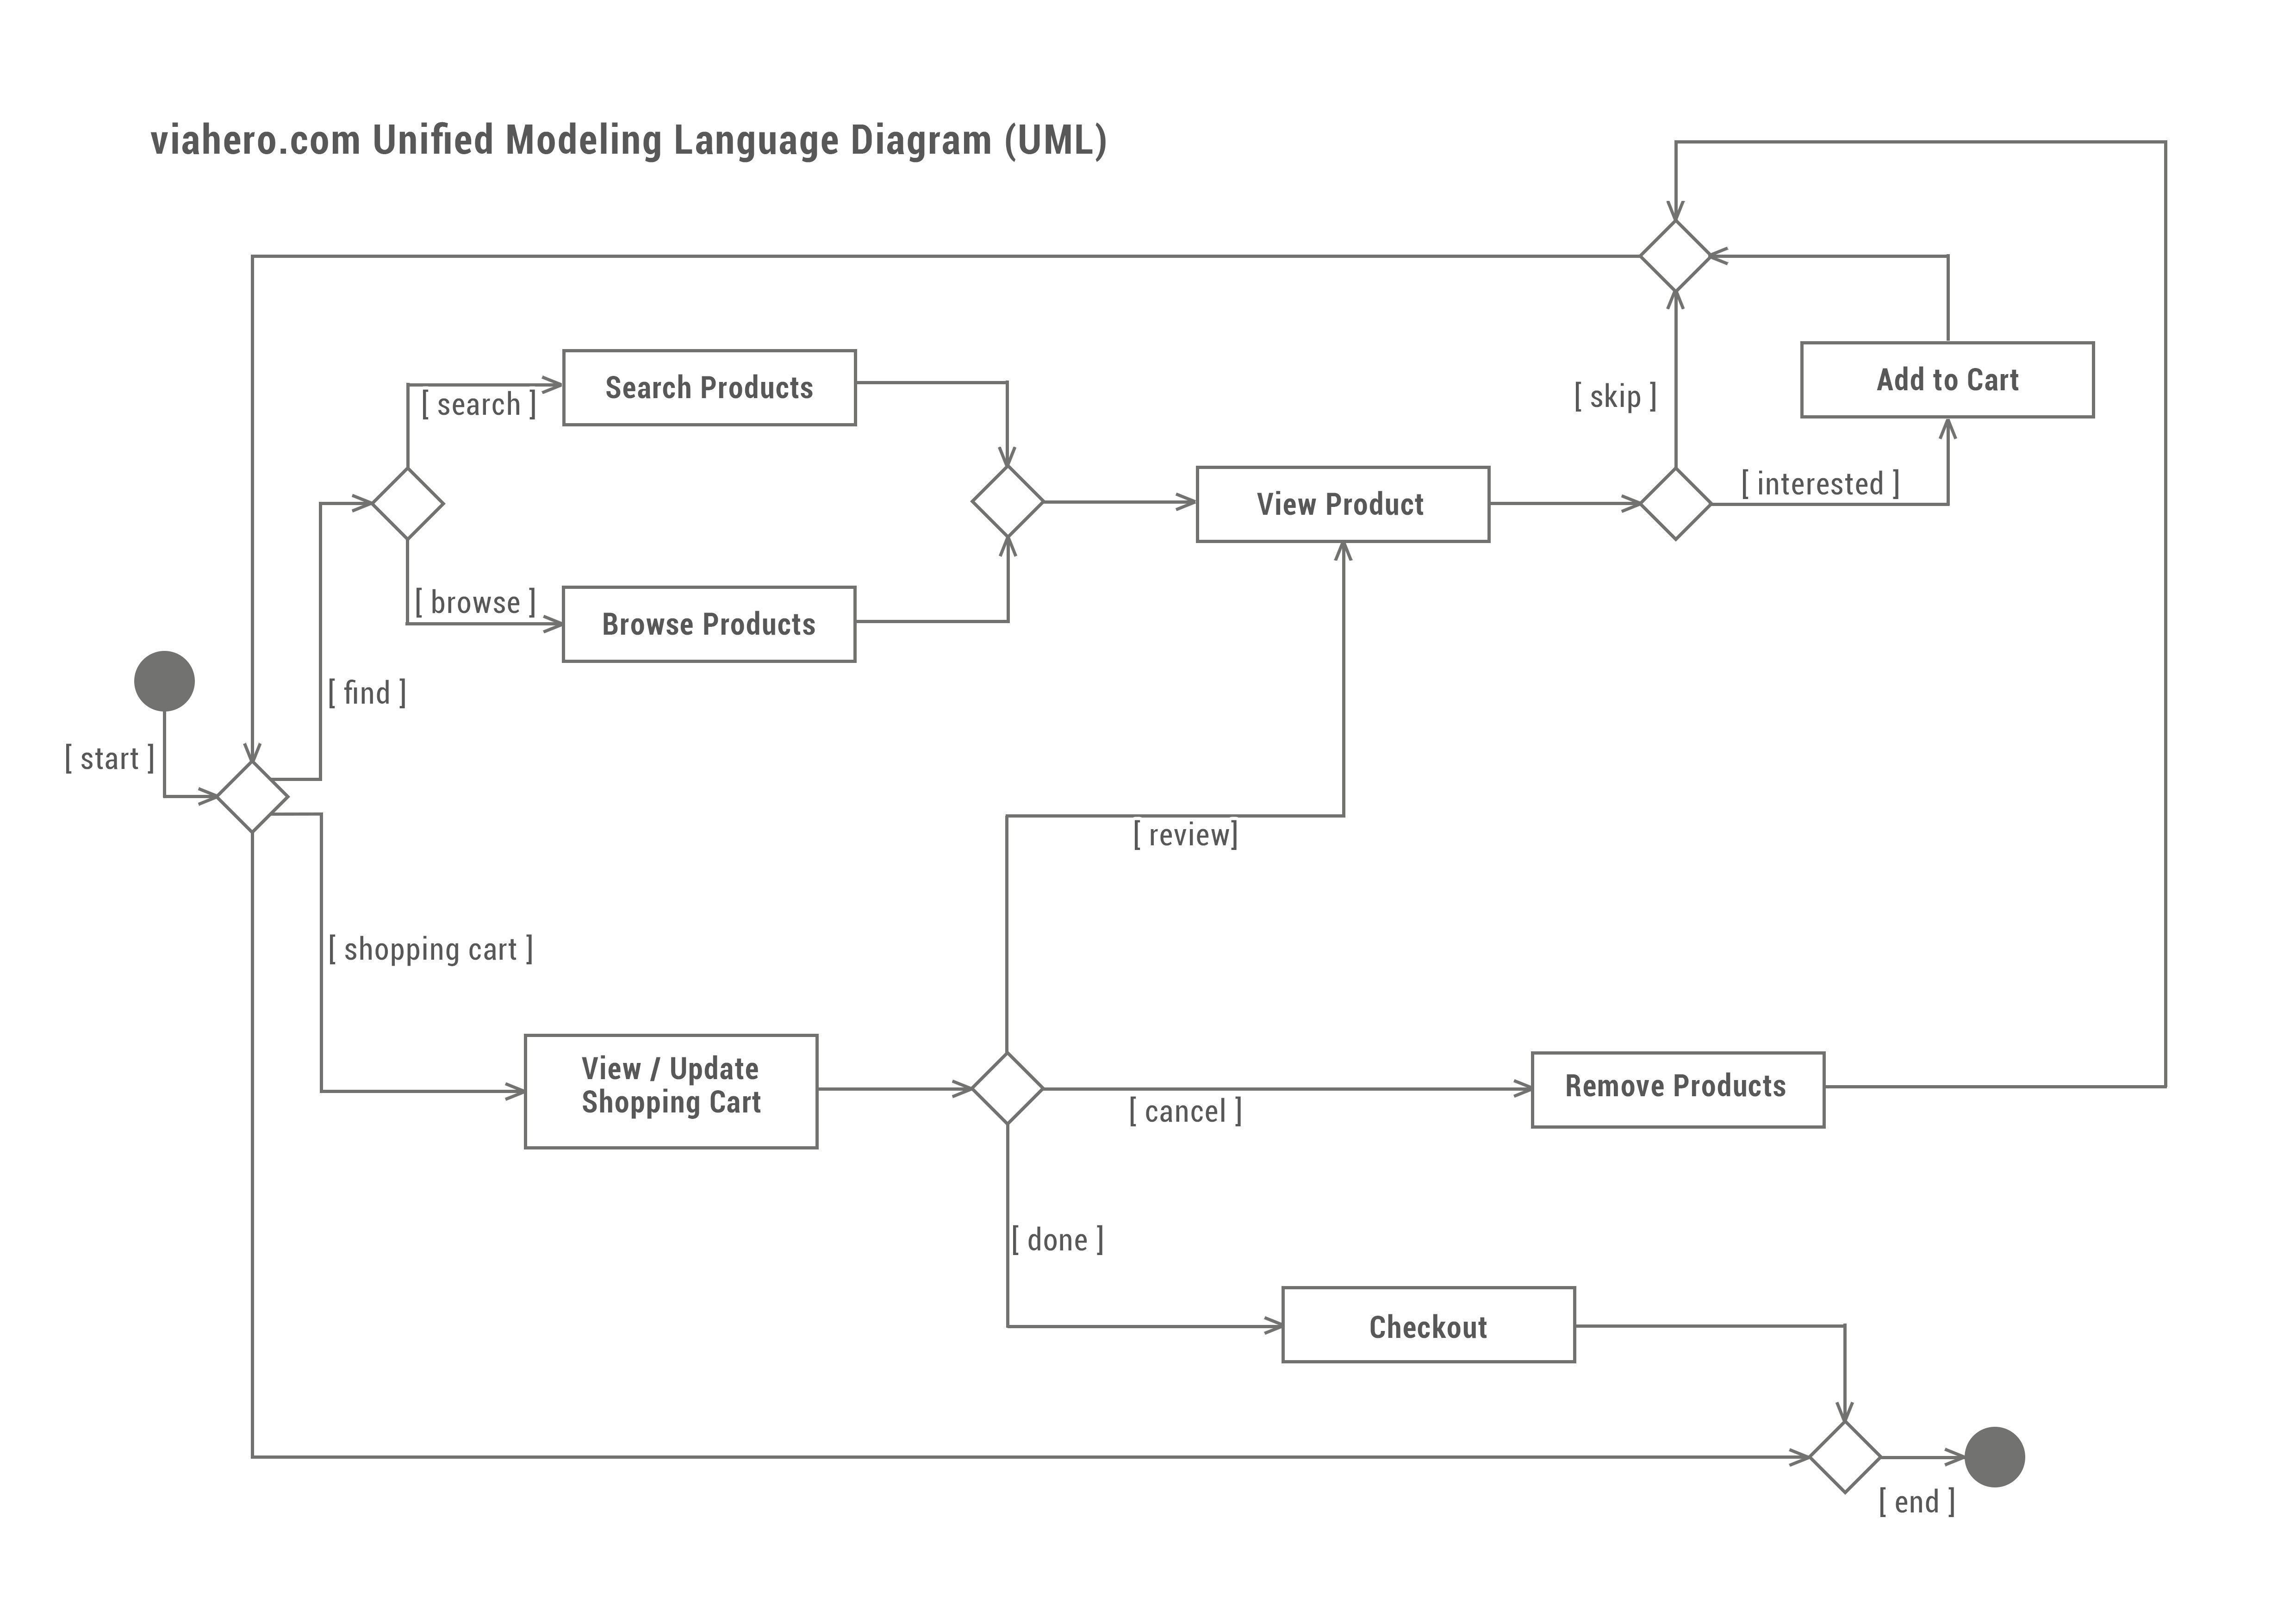 viahero.com Unified Modeling Language Diagram (UML)
Search Products
[ search ]
Add to Cart
[ skip ]
[ interested ]
View Product
[ browse ]
Browse Products
[ find ]
[ start ]
[ review]
[ shopping cart ]
View / Update
Shopping Cart
Remove Products
[ cancel ]
[ done ]
Checkout
[ end ]